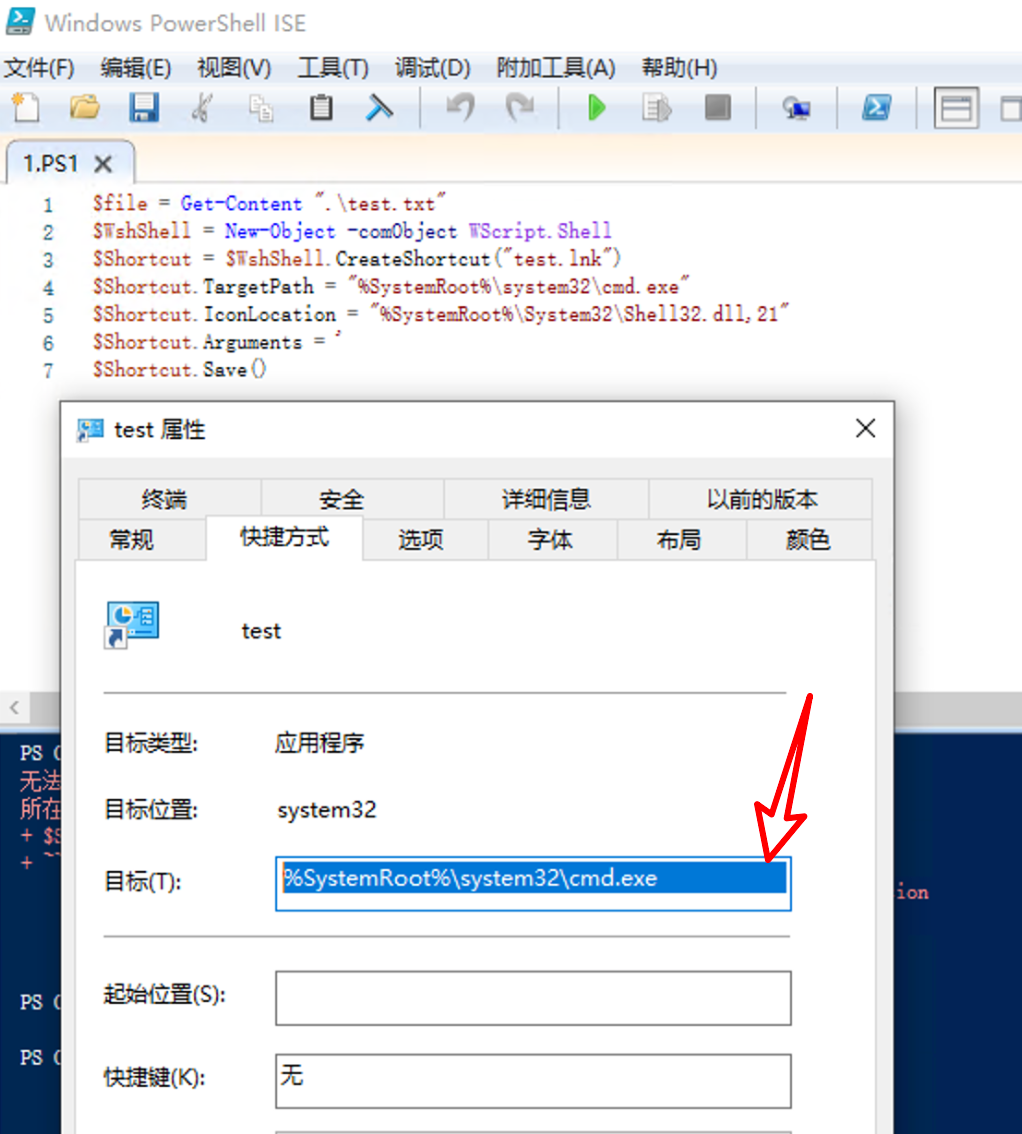 Windows PowerShell ISE
文件(F) 编辑(E) 视图(V) 工具(T) 调试(D) 附加工具(A) 帮助(H)
1.PS1
1 $file = Get-Content ".\test.txt"
2 $WshShell = New-Object -comObject WScript.Shell
3 $Shortcut = $WshShell.CreateShortcut("test.lnk")
4 $Shortcut.TargetPath = "%SystemRoot%\system32\cmd.exe"
5 $Shortcut.IconLocation = "%SystemRoot%\System32\Shell32.dll,21"
6 $Shortcut.Arguments = '
7 $Shortcut.Save()
test 属性
终端 安全 详细信息 以前的版本
常规 快捷方式 选项 字体 布局 颜色
test
目标类型: 应用程序
目标位置: system32
目标(T): %SystemRoot%\system32\cmd.exe
起始位置(S):
快捷键(K): 无
PS
无法
所在
+ $S
+ ~~
ion
PS
PS